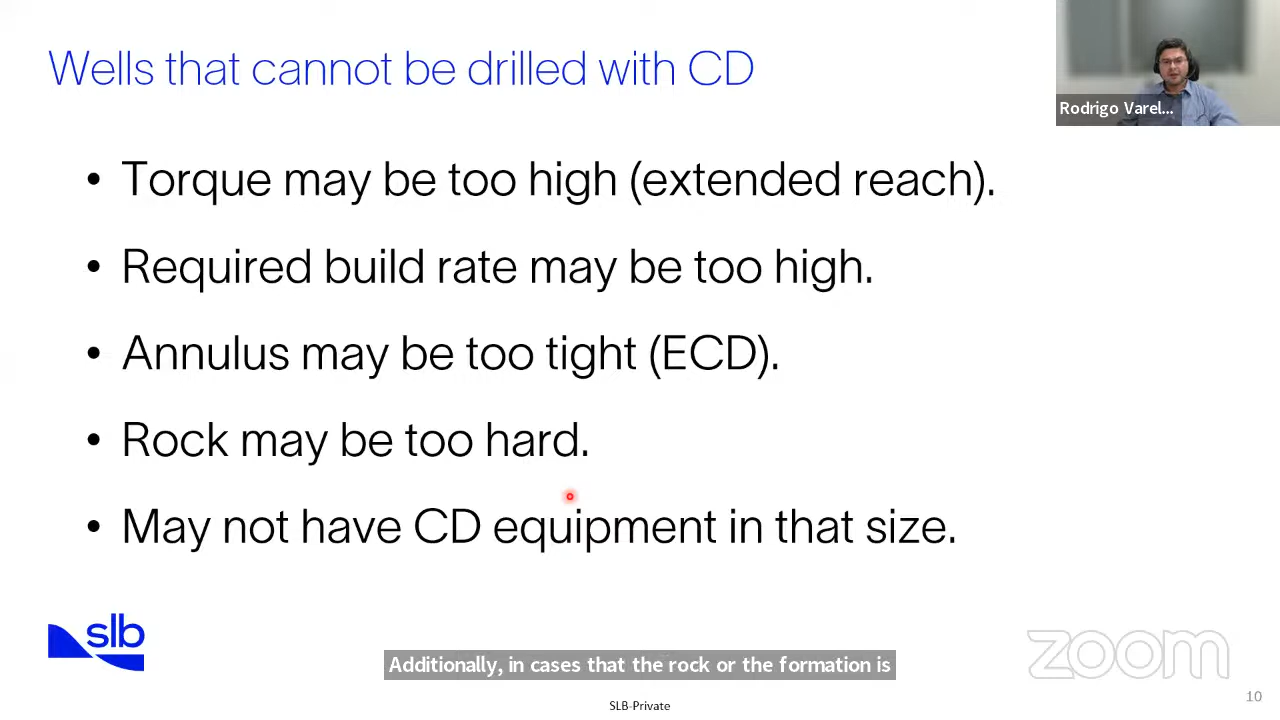 Wells that cannot be drilled with CD
Rodrigo Varel...
• Torque may be too high (extended reach).
• Required build rate may be too high.
• Annulus may be too tight (ECD).
• Rock may be too hard.
• May not have CD equipment in that size.
slb
zoom
Additionally, in cases that the rock or the formation is
SLB-Private
10